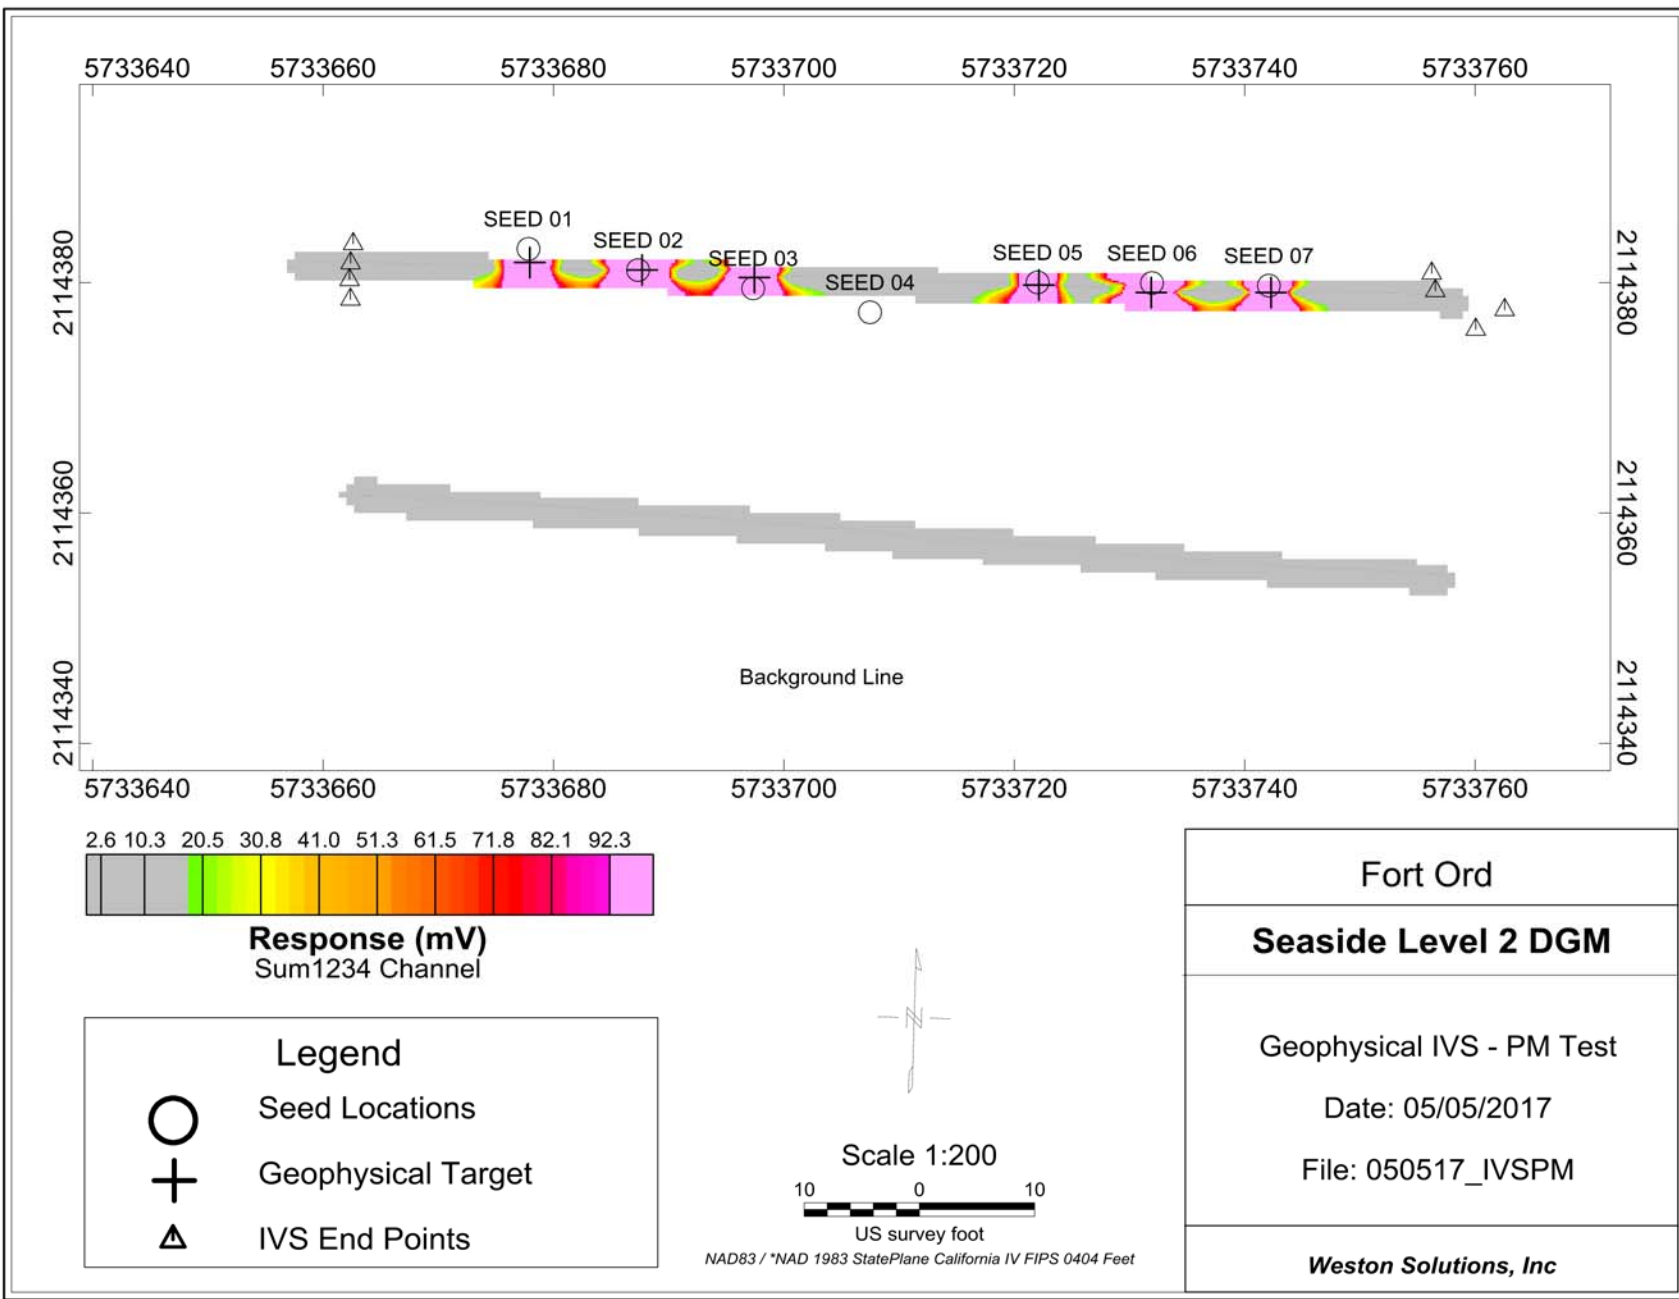 5733640 5733660 5733680 5733700 5733720 5733740 5733760
SEED 01
SEED 02
SEED 03
SEED 04
SEED 05
SEED 06
SEED 07
2114380
2114380
2114360
2114360
2114340
2114340
Background Line
5733640 5733660 5733680 5733700 5733720 5733740 5733760
2.6 10.3 20.5 30.8 41.0 51.3 61.5 71.8 82.1 92.3
Response (mV)
Sum1234 Channel
Legend
Seed Locations
Geophysical Target
IVS End Points
N
Scale 1:200
10 0 10
US survey foot
NAD83 / *NAD 1983 StatePlane California IV FIPS 0404 Feet
Fort Ord
Seaside Level 2 DGM
Geophysical IVS - PM Test
Date: 05/05/2017
File: 050517_IVSPM
Weston Solutions, Inc